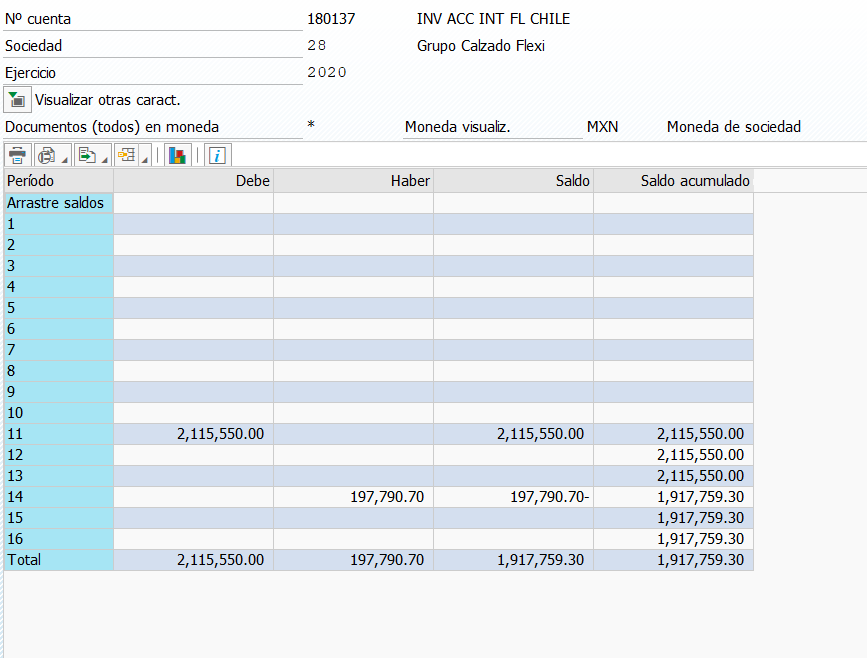 Nº cuenta 180137 INV ACC INT FL CHILE
Sociedad 28 Grupo Calzado Flexi
Ejercicio 2020
Visualizar otras caract.
Documentos (todos) en moneda * Moneda visualiz. MXN Moneda de sociedad
Período Debe Haber Saldo Saldo acumulado
Arrastre saldos
1
2
3
4
5
6
7
8
9
10
11 2,115,550.00 2,115,550.00 2,115,550.00
12 2,115,550.00
13 2,115,550.00
14 197,790.70 197,790.70- 1,917,759.30
15 1,917,759.30
16 1,917,759.30
Total 2,115,550.00 197,790.70 1,917,759.30 1,917,759.30